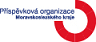 Příspěvková organizace
Moravskoslezského kraje